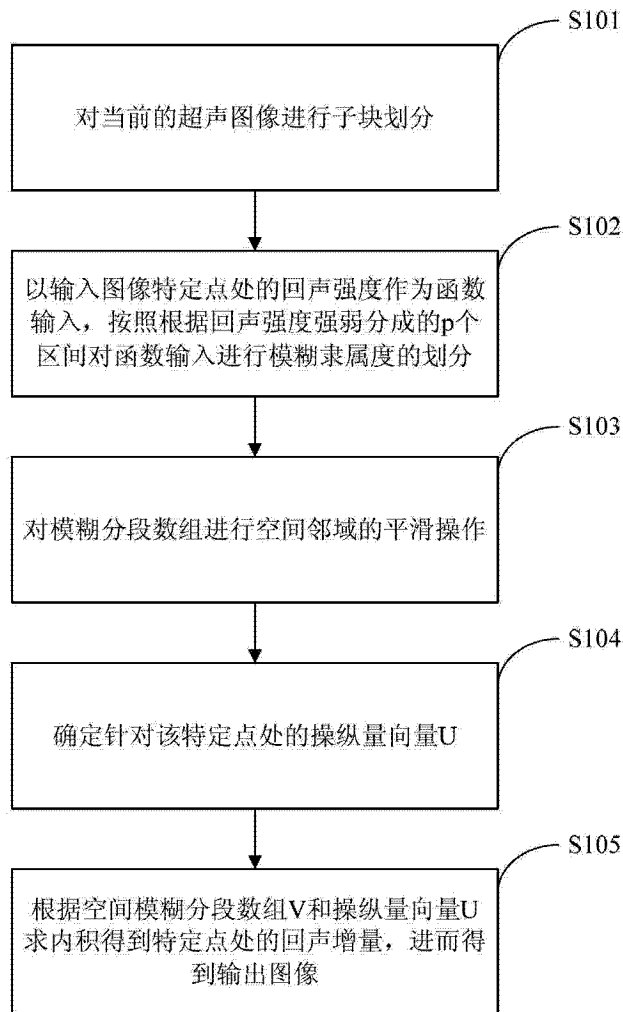 S101
对当前的超声图像进行子块划分
S102
以输入图像特定点处的回声强度作为函数
输入，按照根据回声强度强弱分成的p个
区间对函数输入进行模糊隶属度的划分
S103
对模糊分段数组进行空间邻域的平滑操作
S104
确定针对该特定点处的操纵量向量U
S105
根据空间模糊分段数组V和操纵量向量U
求内积得到特定点处的回声增量，进而得
到输出图像